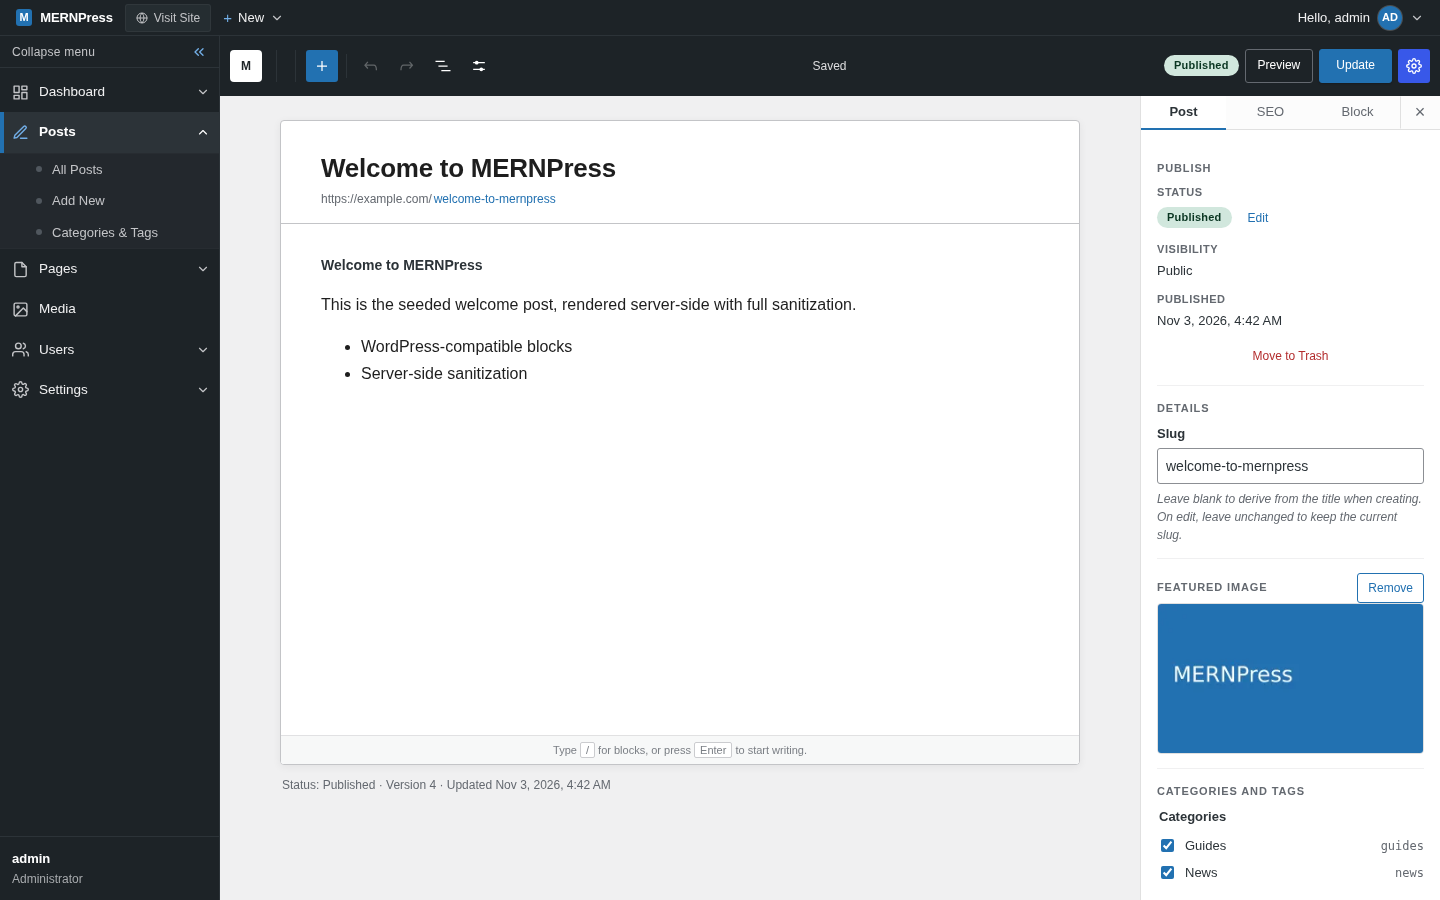 M MERNPress
Visit Site
+ New
Hello, admin AD
Collapse menu
Dashboard
Posts
All Posts
Add New
Categories & Tags
Pages
Media
Users
Settings
admin
Administrator
M
Saved
Published
Preview
Update
Welcome to MERNPress
https://example.com/welcome-to-mernpress
Welcome to MERNPress
This is the seeded welcome post, rendered server-side with full sanitization.
WordPress-compatible blocks
Server-side sanitization
Type / for blocks, or press Enter to start writing.
Status: Published · Version 4 · Updated Nov 3, 2026, 4:42 AM
Post SEO Block
PUBLISH
STATUS
Published Edit
VISIBILITY
Public
PUBLISHED
Nov 3, 2026, 4:42 AM
Move to Trash
DETAILS
Slug
welcome-to-mernpress
Leave blank to derive from the title when creating.
On edit, leave unchanged to keep the current
slug.
FEATURED IMAGE Remove
MERNPress
CATEGORIES AND TAGS
Categories
Guides guides
News news